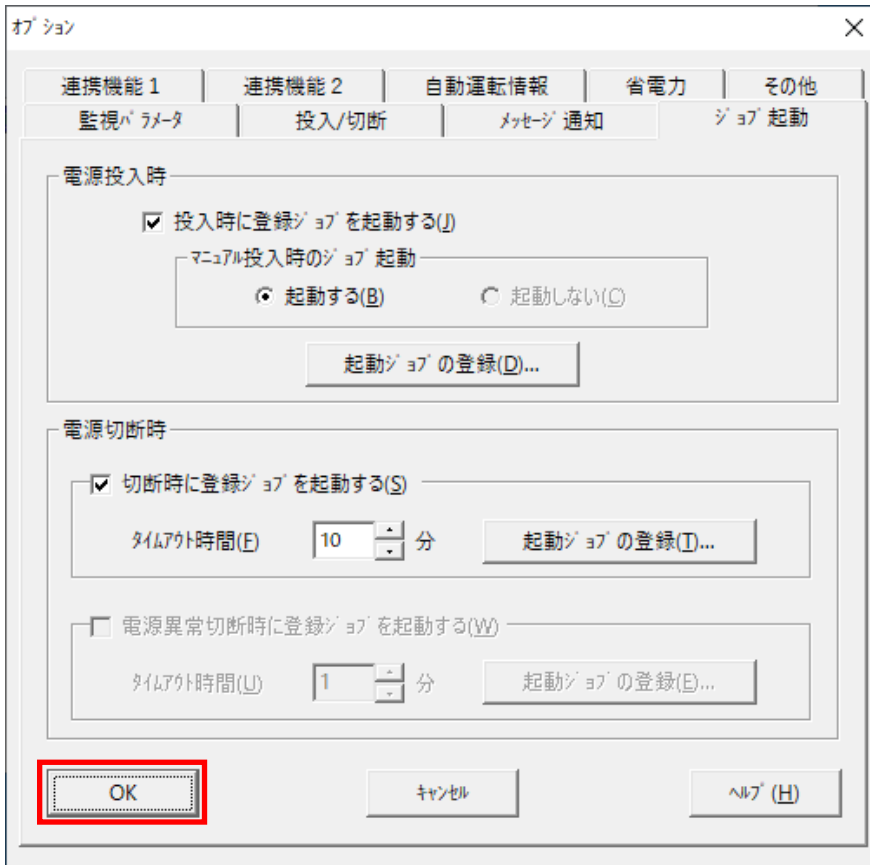 ｵﾌﾟｼｮﾝ
連携機能１ 連携機能２ 自動運転情報 省電力 その他
監視ﾊﾟﾗﾒｰﾀ 投入/切断 ﾒｯｾｰｼﾞ通知 ｼﾞｮﾌﾞ起動
電源投入時
投入時に登録ｼﾞｮﾌﾞを起動する(J)
ﾏﾆｭｱﾙ投入時のｼﾞｮﾌﾞ起動
起動する(B) 起動しない(C)
起動ｼﾞｮﾌﾞの登録(D)...
電源切断時
切断時に登録ｼﾞｮﾌﾞを起動する(S)
ﾀｲﾑｱｳﾄ時間(F) 10 分 起動ｼﾞｮﾌﾞの登録(T)...
電源異常切断時に登録ｼﾞｮﾌﾞを起動する(W)
ﾀｲﾑｱｳﾄ時間(U) 1 分 起動ｼﾞｮﾌﾞの登録(E)...
OK ｷｬﾝｾﾙ ﾍﾙﾌﾟ(H)